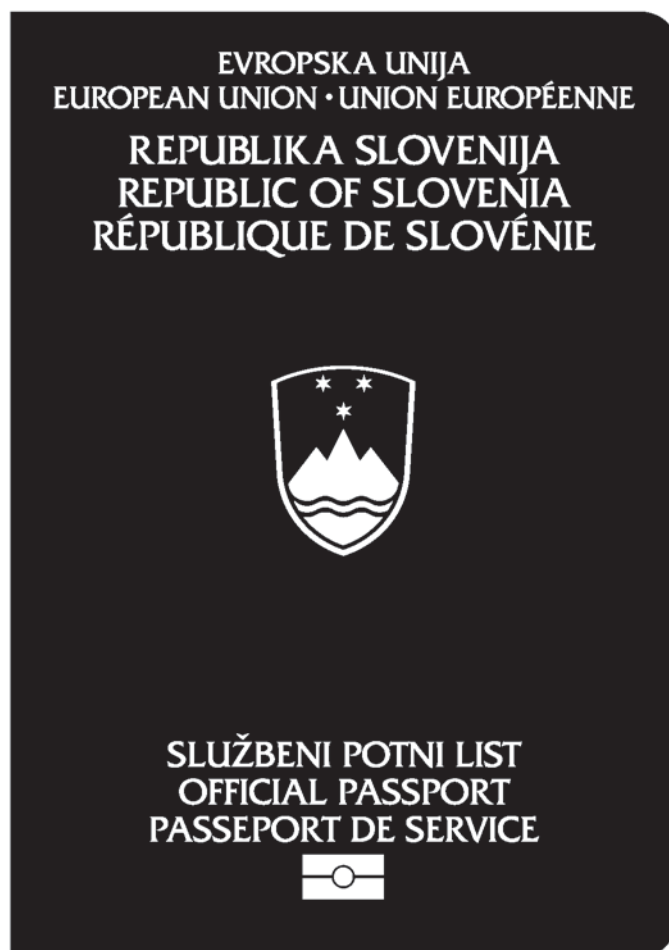 EVROPSKA UNIJA
EUROPEAN UNION • UNION EUROPÉENNE
REPUBLIKA SLOVENIJA
REPUBLIC OF SLOVENIA
RÉPUBLIQUE DE SLOVÉNIE
SLUŽBENI POTNI LIST
OFFICIAL PASSPORT
PASSEPORT DE SERVICE